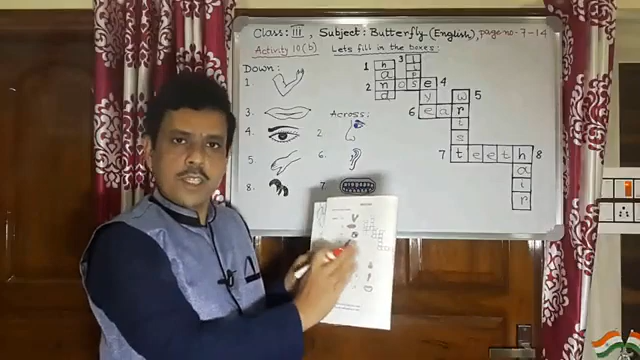 Class: III, Subject: Butterfly (English), page no-7-14
Activity 10(b) Lets fill in the boxes:
Down:
1.
3.
4.
5.
8.
Across:
2
6.
7.
1 h 3 l
a i
2 n o s e 4
d y w 5
6 e a r
i
s
7 t e e t h 8
a
i
r